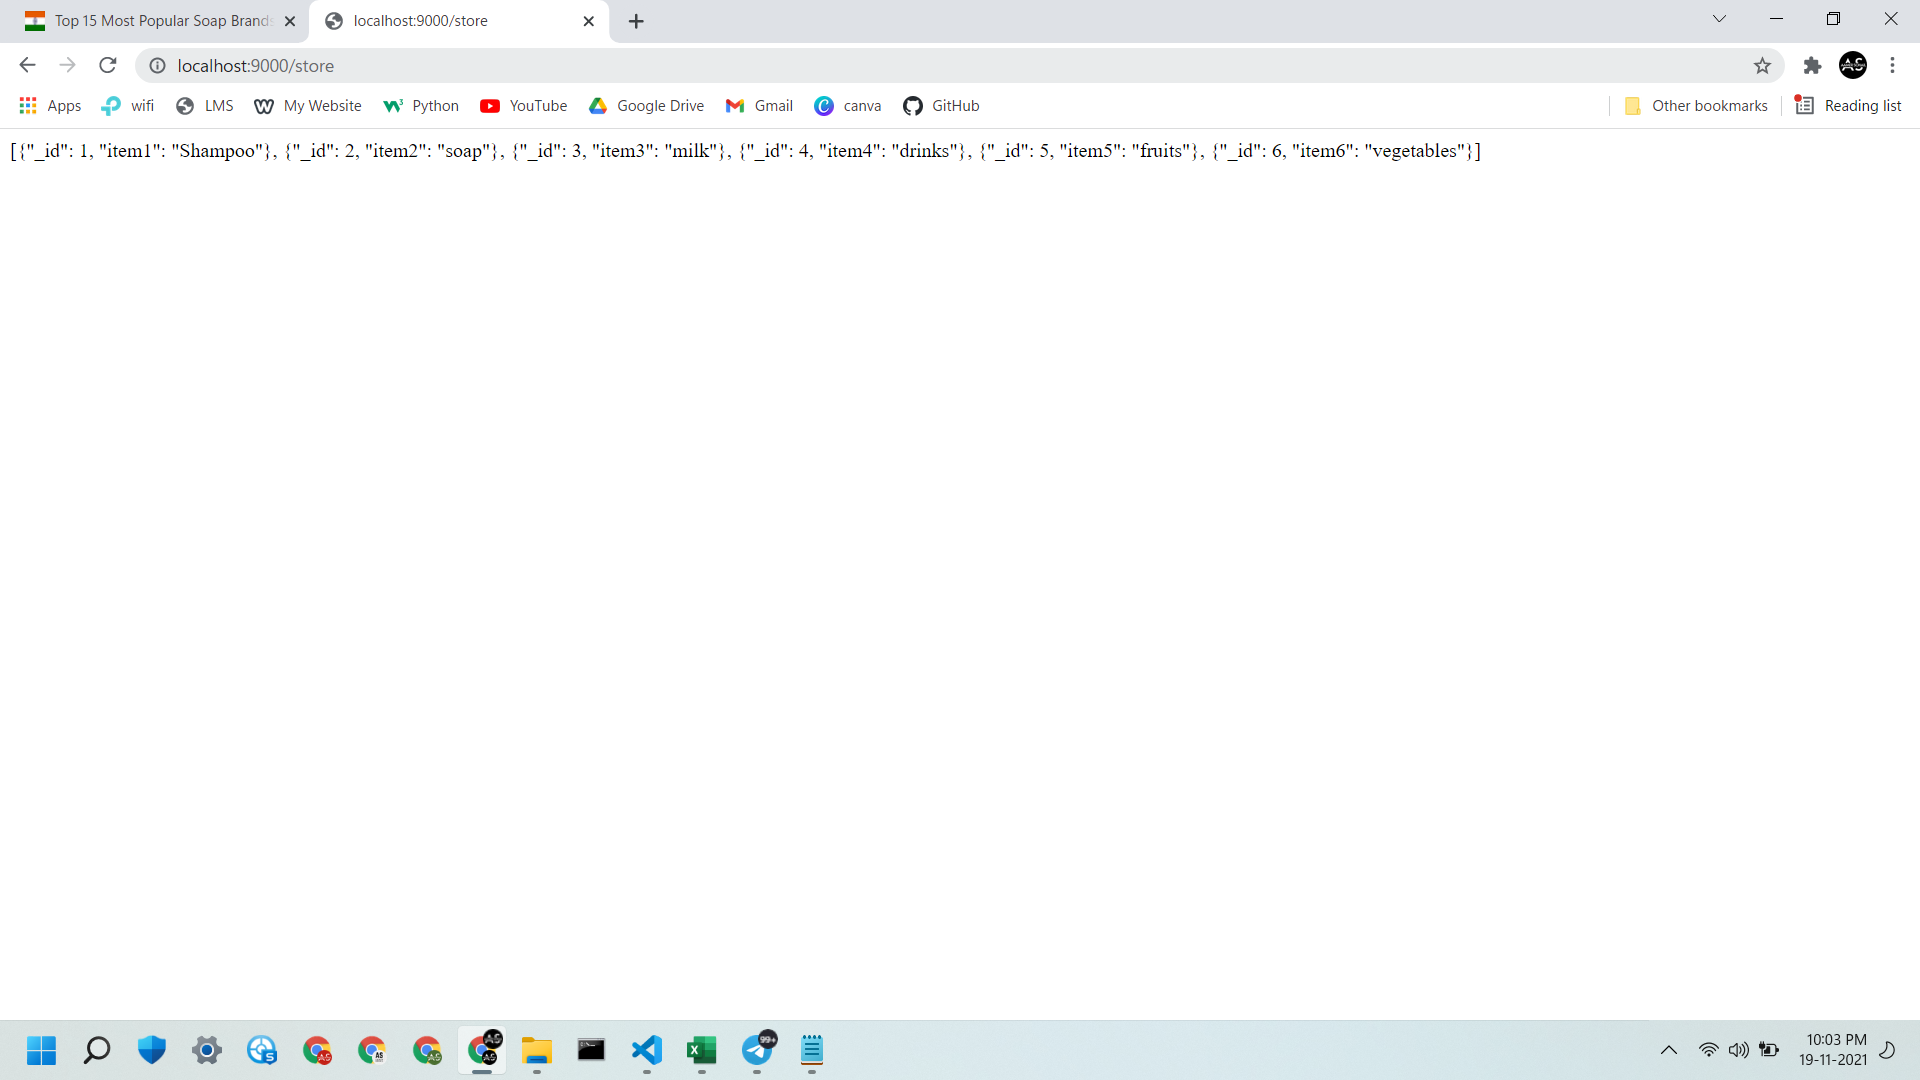 Top 15 Most Popular Soap Brands
localhost:9000/store
localhost:9000/store
Apps wifi LMS My Website Python YouTube Google Drive Gmail canva GitHub Other bookmarks Reading list
[{"_id": 1, "item1": "Shampoo"}, {"_id": 2, "item2": "soap"}, {"_id": 3, "item3": "milk"}, {"_id": 4, "item4": "drinks"}, {"_id": 5, "item5": "fruits"}, {"_id": 6, "item6": "vegetables"}]
99+
10:03 PM
19-11-2021